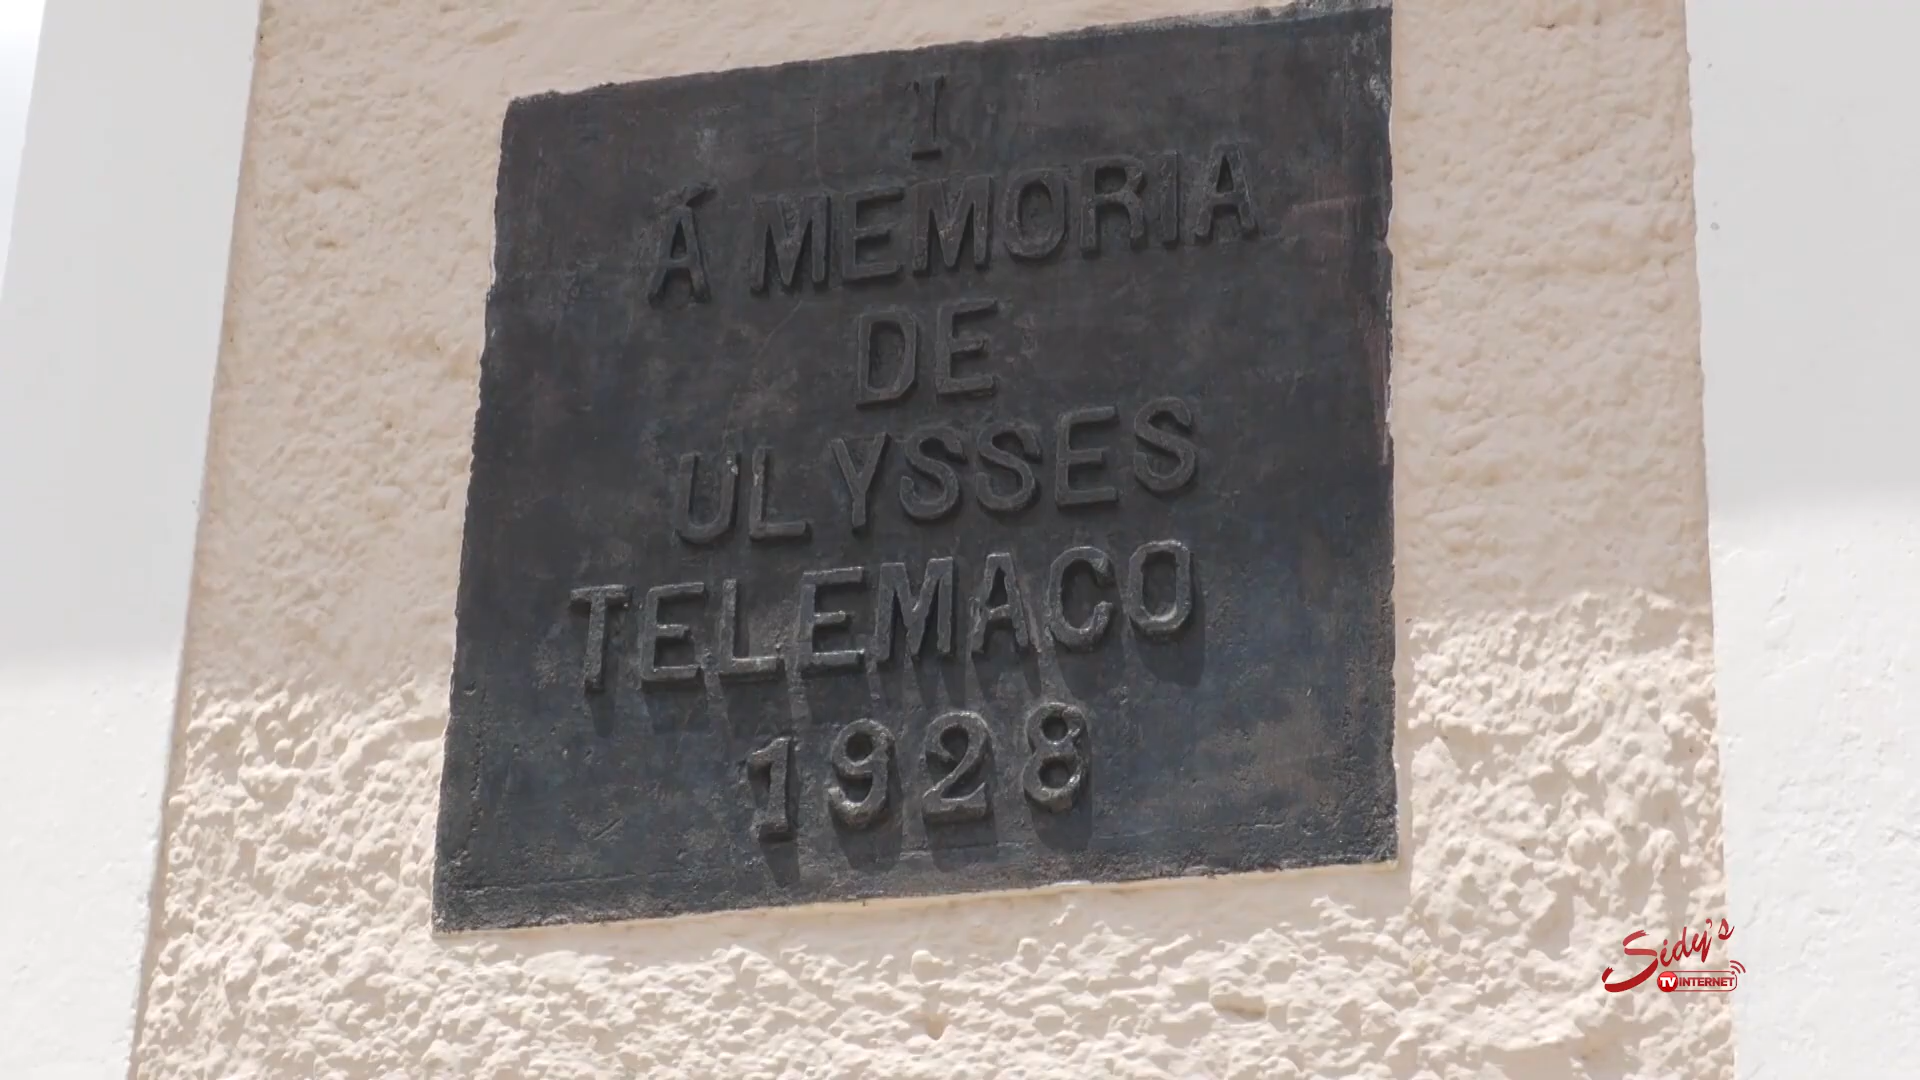 I
Á MEMORIA
DE
ULYSSES
TELEMACO
1928
Sidy's
TV INTERNET